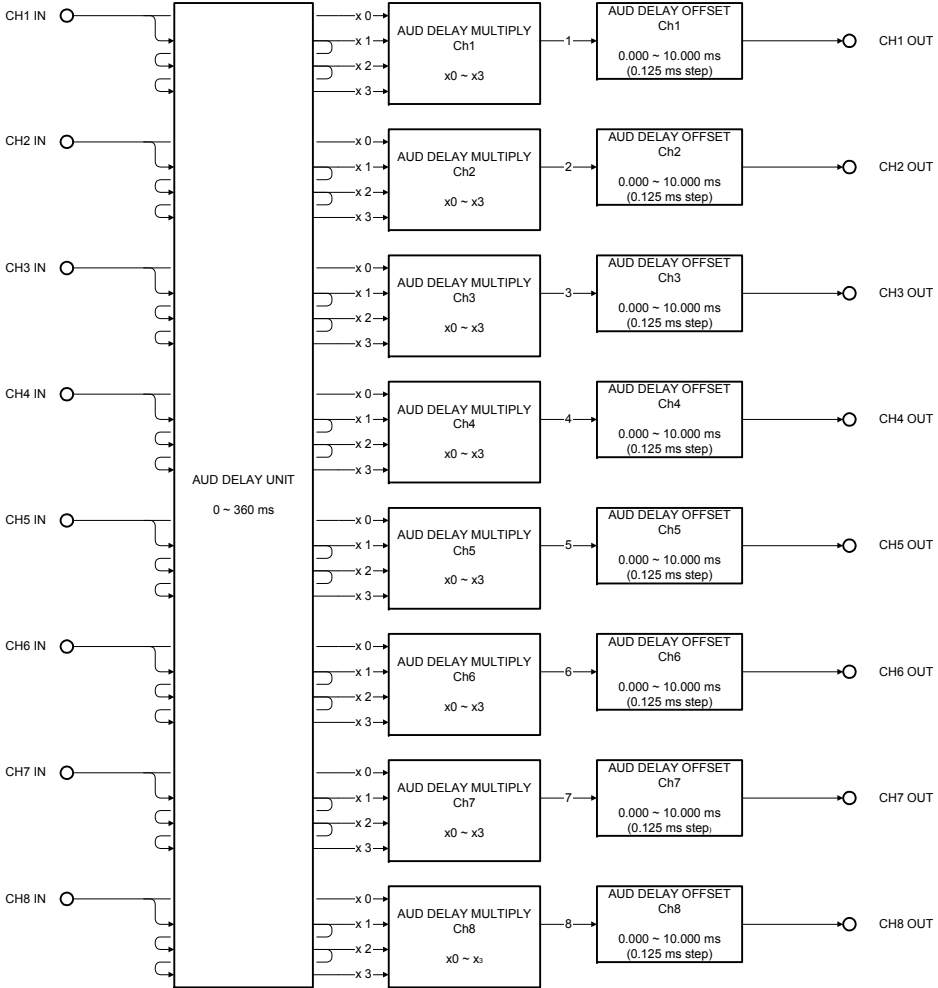 CH1 IN
x 0
x 1
x 2
x 3
AUD DELAY MULTIPLY
Ch1
x0 ~ x3
1
AUD DELAY OFFSET
Ch1
0.000 ~ 10.000 ms
(0.125 ms step)
CH1 OUT
CH2 IN
x 0
x 1
x 2
x 3
AUD DELAY MULTIPLY
Ch2
x0 ~ x3
2
AUD DELAY OFFSET
Ch2
0.000 ~ 10.000 ms
(0.125 ms step)
CH2 OUT
CH3 IN
x 0
x 1
x 2
x 3
AUD DELAY MULTIPLY
Ch3
x0 ~ x3
3
AUD DELAY OFFSET
Ch3
0.000 ~ 10.000 ms
(0.125 ms step)
CH3 OUT
CH4 IN
x 0
x 1
x 2
x 3
AUD DELAY MULTIPLY
Ch4
x0 ~ x3
4
AUD DELAY OFFSET
Ch4
0.000 ~ 10.000 ms
(0.125 ms step)
CH4 OUT
AUD DELAY UNIT
0 ~ 360 ms
CH5 IN
x 0
x 1
x 2
x 3
AUD DELAY MULTIPLY
Ch5
x0 ~ x3
5
AUD DELAY OFFSET
Ch5
0.000 ~ 10.000 ms
(0.125 ms step)
CH5 OUT
CH6 IN
x 0
x 1
x 2
x 3
AUD DELAY MULTIPLY
Ch6
x0 ~ x3
6
AUD DELAY OFFSET
Ch6
0.000 ~ 10.000 ms
(0.125 ms step)
CH6 OUT
CH7 IN
x 0
x 1
x 2
x 3
AUD DELAY MULTIPLY
Ch7
x0 ~ x3
7
AUD DELAY OFFSET
Ch7
0.000 ~ 10.000 ms
(0.125 ms step)
CH7 OUT
CH8 IN
x 0
x 1
x 2
x 3
AUD DELAY MULTIPLY
Ch8
x0 ~ x3
8
AUD DELAY OFFSET
Ch8
0.000 ~ 10.000 ms
(0.125 ms step)
CH8 OUT